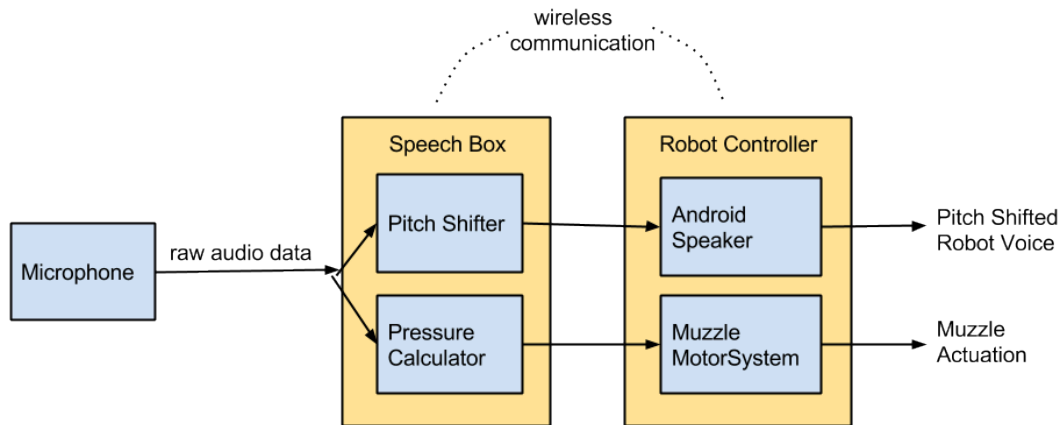 wireless
communication
Speech Box
Robot Controller
Pitch Shifter
Android
Speaker
Pitch Shifted
Robot Voice
raw audio data
Microphone
Pressure
Calculator
Muzzle
MotorSystem
Muzzle
Actuation